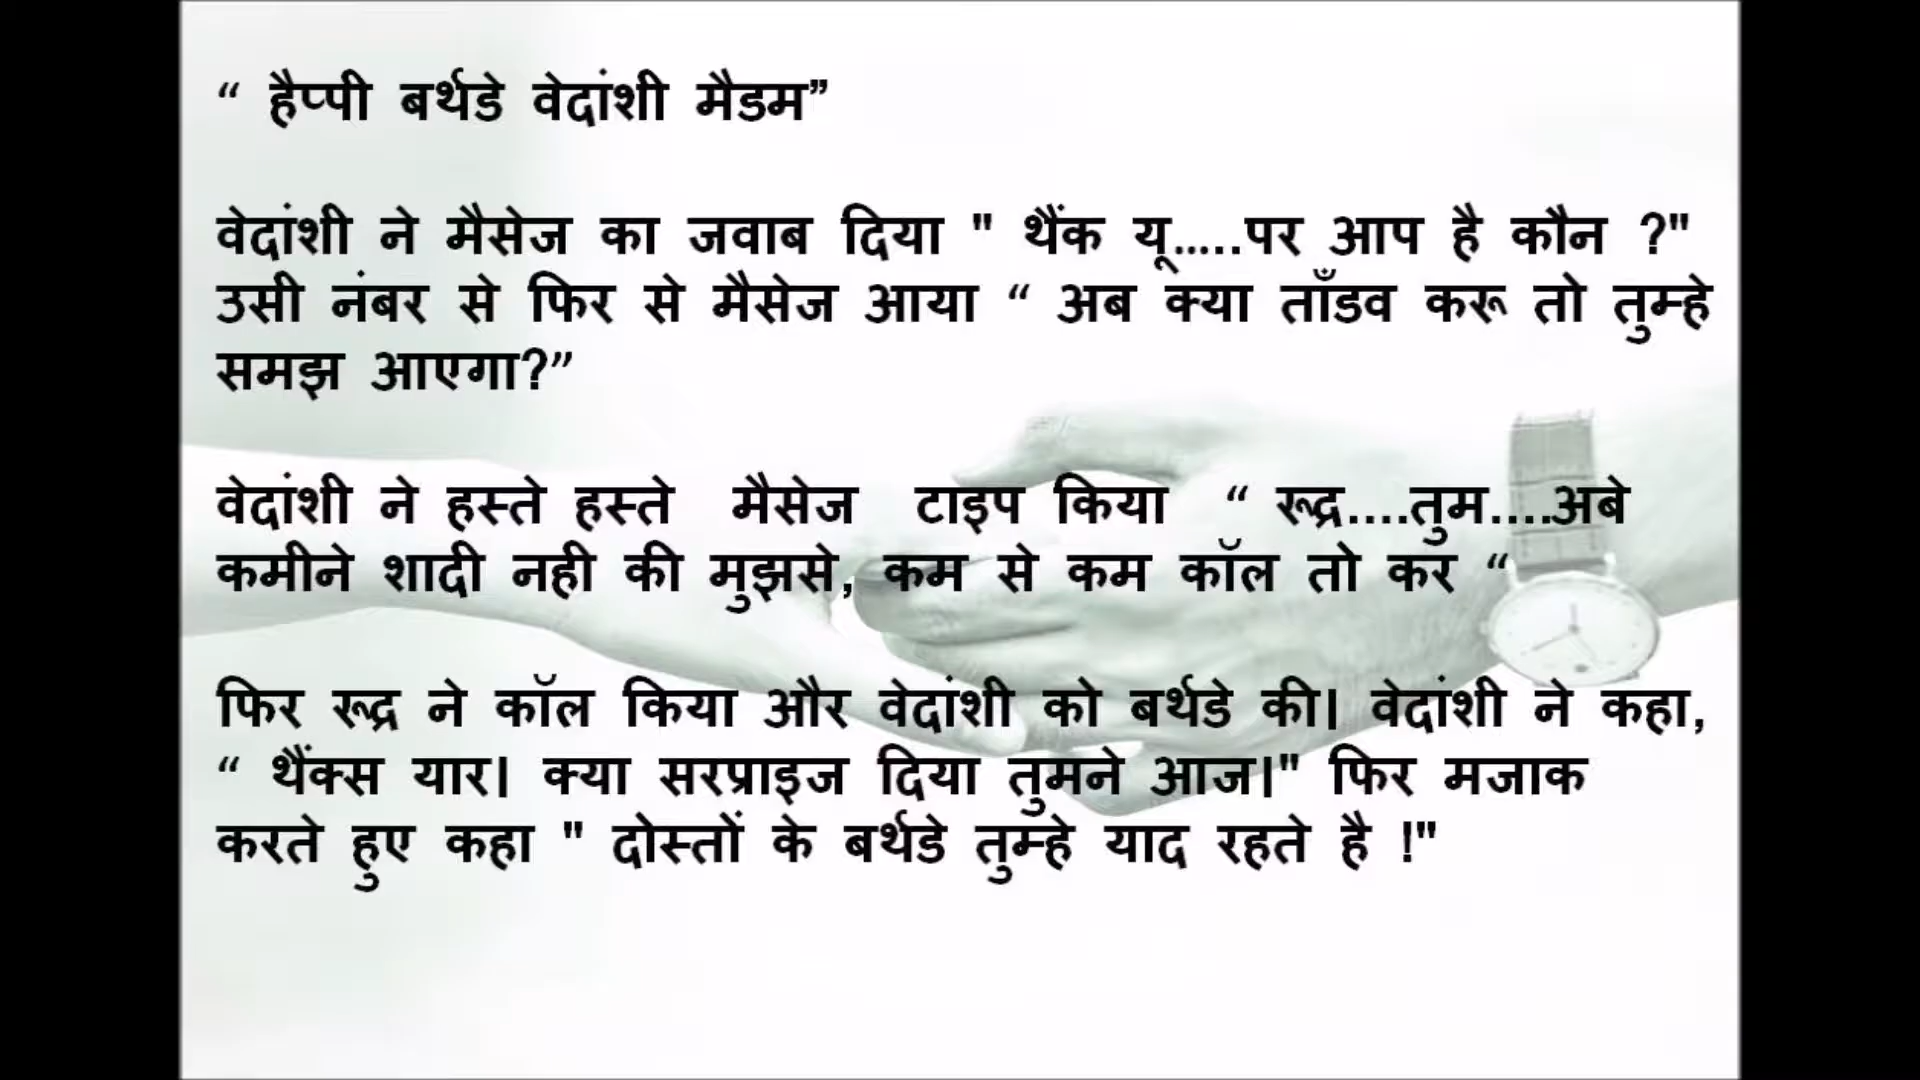 “ हैप्पी बर्थडे वेदांशी मैडम”
वेदांशी ने मैसेज का जवाब दिया " थैंक यू.....पर आप है कौन ?"
उसी नंबर से फिर से मैसेज आया “ अब क्या ताँडव करू तो तुम्हे
समझ आएगा?”
वेदांशी ने हस्ते हस्ते मैसेज टाइप किया “ रूद्र....तुम....अबे
कमीने शादी नही की मुझसे, कम से कम कॉल तो कर “
फिर रूद्र ने कॉल किया और वेदांशी को बर्थडे की। वेदांशी ने कहा,
“ थैंक्स यार। क्या सरप्राइज दिया तुमने आज।" फिर मजाक
करते हुए कहा " दोस्तों के बर्थडे तुम्हे याद रहते है !"